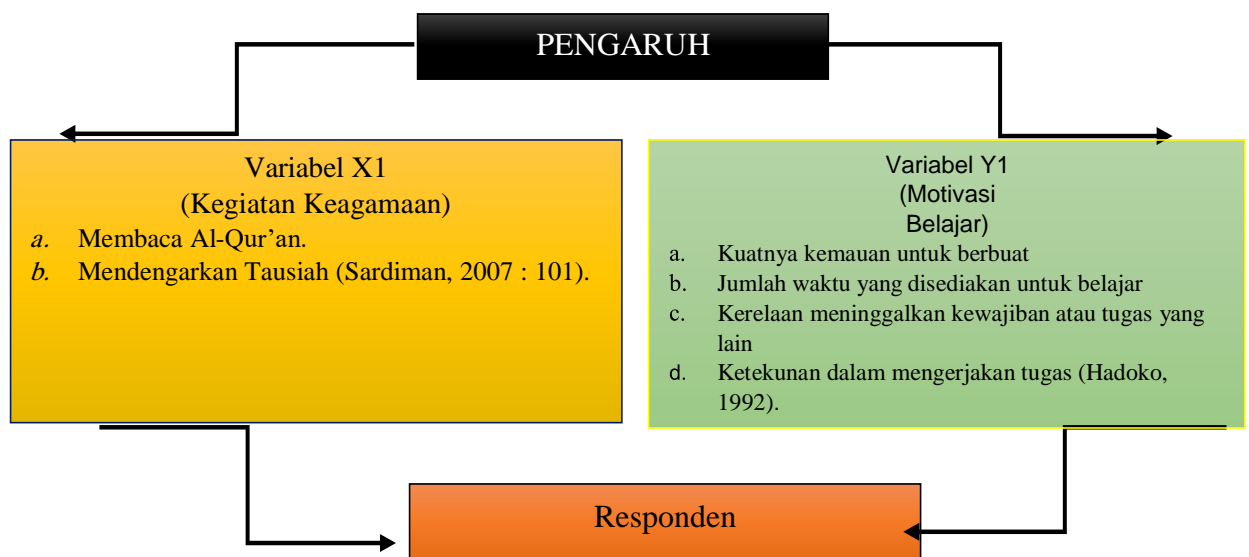 PENGARUH
Variabel X1
(Kegiatan Keagamaan)
a. Membaca Al-Qur’an.
b. Mendengarkan Tausiah (Sardiman, 2007 : 101).
Variabel Y1
(Motivasi
Belajar)
a. Kuatnya kemauan untuk berbuat
b. Jumlah waktu yang disediakan untuk belajar
c. Kerelaan meninggalkan kewajiban atau tugas yang
lain
d. Ketekunan dalam mengerjakan tugas (Hadoko,
1992).
Responden